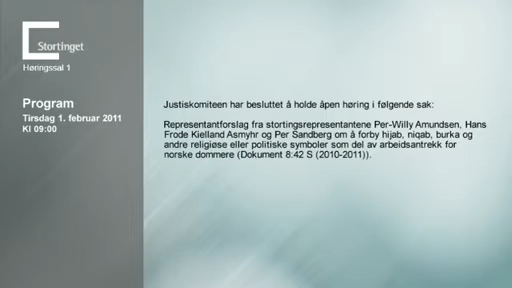 Stortinget
Høringssal 1
Program
Tirsdag 1. februar 2011
Kl 09:00
Justiskomiteen har besluttet å holde åpen høring i følgende sak:
Representantforslag fra stortingsrepresentantene Per-Willy Amundsen, Hans
Frode Kielland Asmyhr og Per Sandberg om å forby hijab, niqab, burka og
andre religiøse eller politiske symboler som del av arbeidsantrekk for
norske dommere (Dokument 8:42 S (2010-2011)).